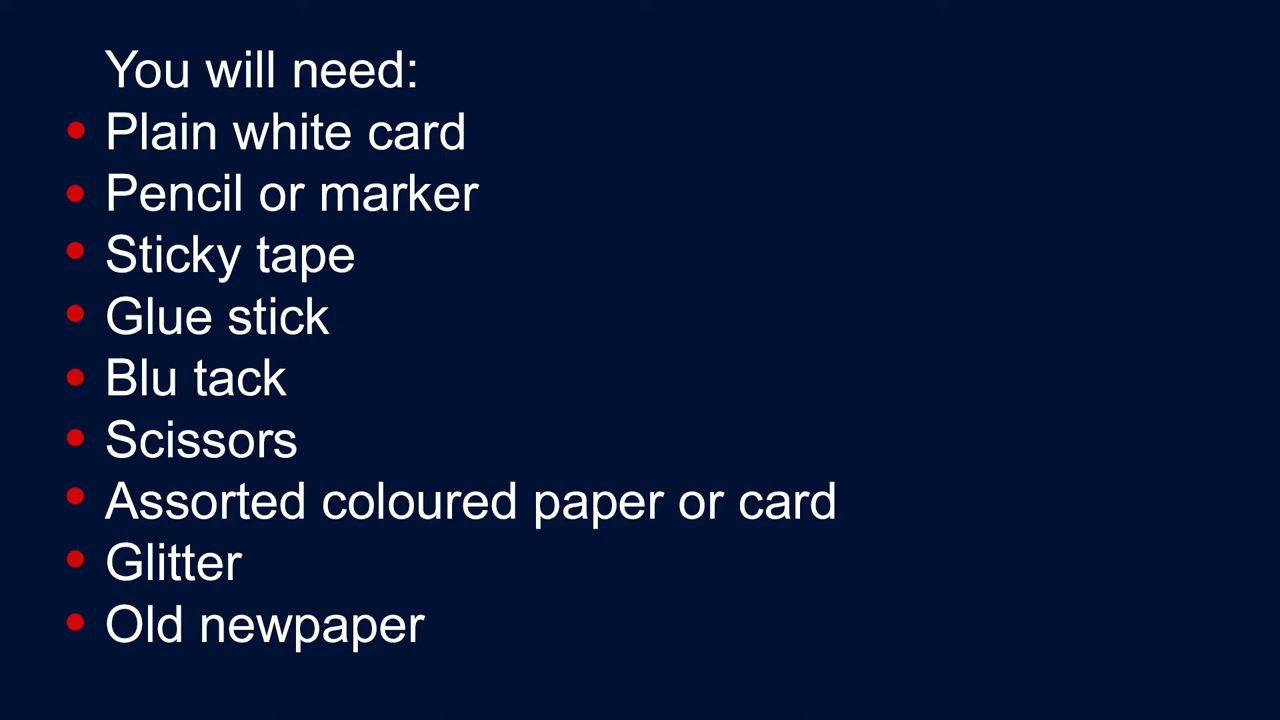 You will need:
• Plain white card
• Pencil or marker
• Sticky tape
• Glue stick
• Blu tack
• Scissors
• Assorted coloured paper or card
• Glitter
• Old newpaper